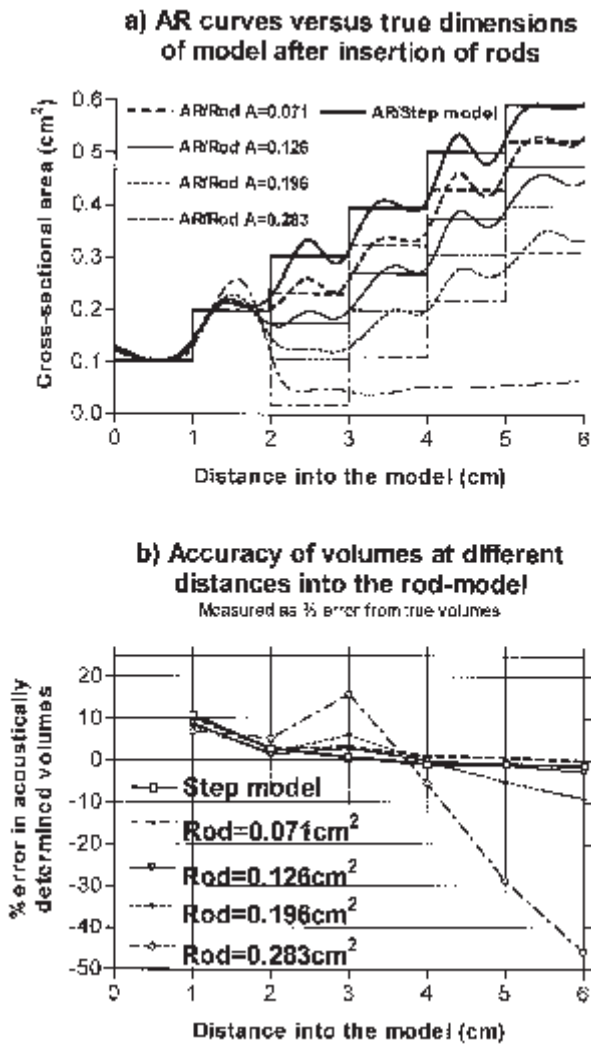 a) AR curves versus true dimensions
of model after insertion of rods
0.6
0.5
0.4
0.3
0.2
0.1
0.0
Cross-sectional area (cm²)
AR/Rod A=0.071
AR/Step model
AR/Rod A=0.126
AR/Rod A=0.196
AR/Rod A=0.283
0 1 2 3 4 5 6
Distance into the model (cm)
b) Accuracy of volumes at different
distances into the rod-model
Measured as % error from true volumes
20
10
0
-10
-20
-30
-40
-50
% error in acoustically
determined volumes
Step model
Rod=0.071cm²
Rod=0.126cm²
Rod=0.196cm²
Rod=0.283cm²
0 1 2 3 4 5 6
Distance into the model (cm)